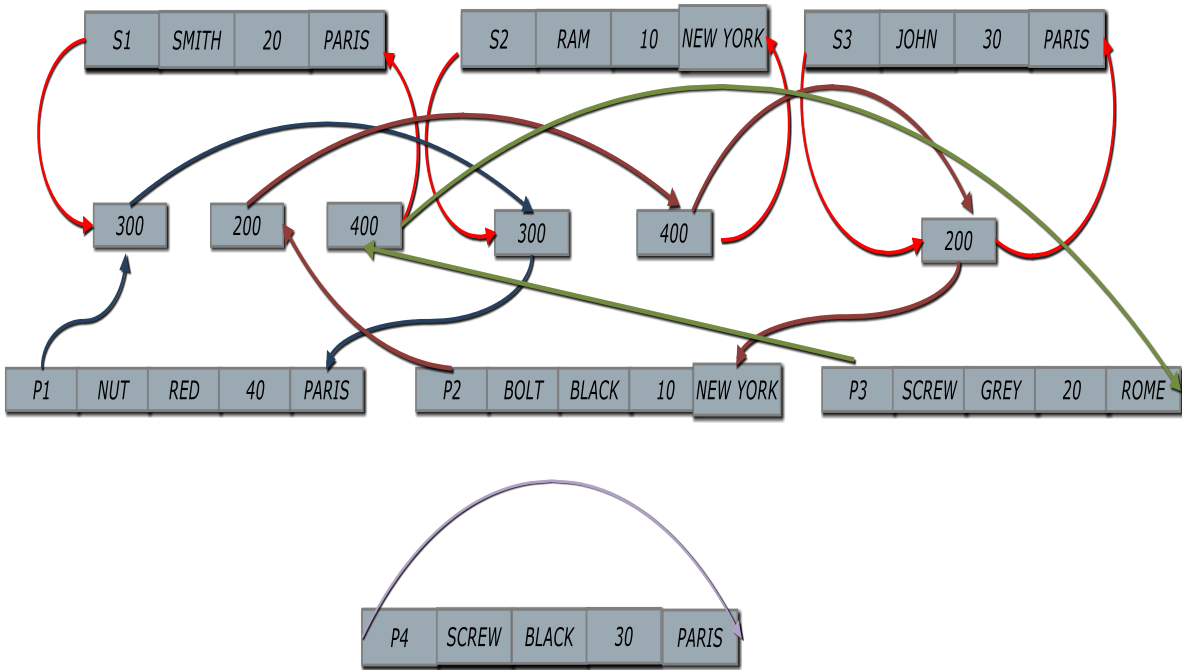 S1 SMITH 20 PARIS S2 RAM 10 NEW YORK S3 JOHN 30 PARIS
300 200 400 300 400 200
P1 NUT RED 40 PARIS P2 BOLT BLACK 10 NEW YORK P3 SCREW GREY 20 ROME
P4 SCREW BLACK 30 PARIS